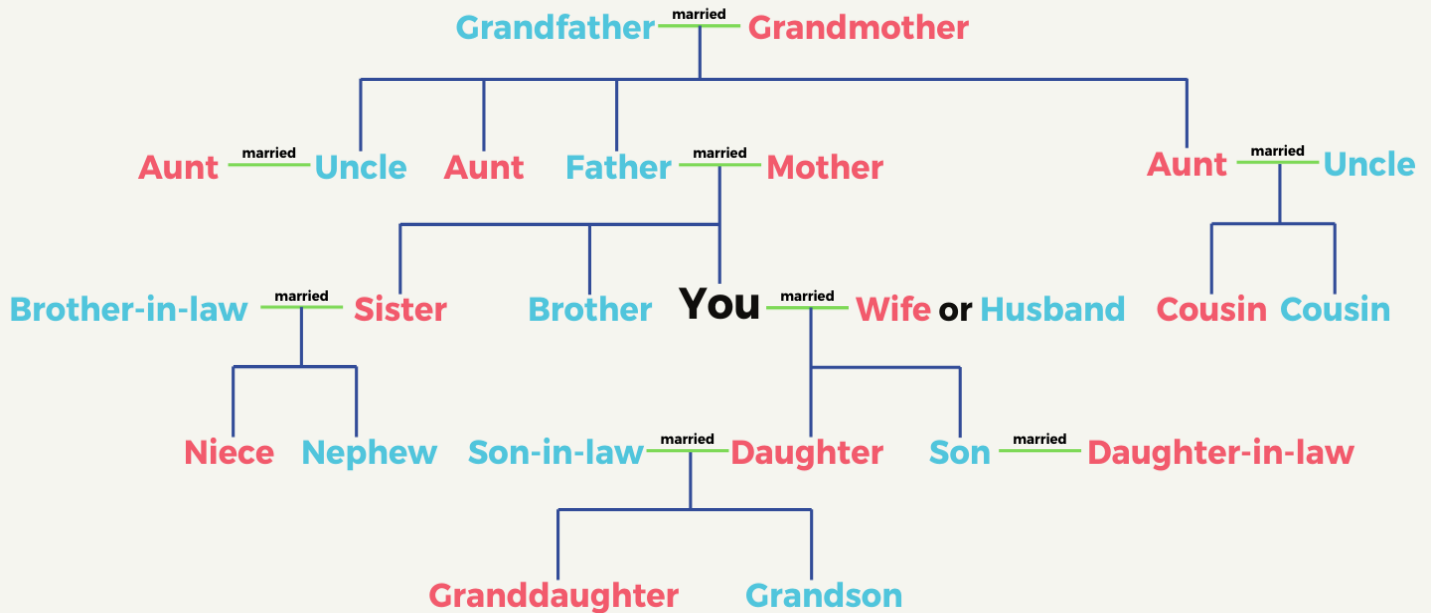 Grandfather married Grandmother
Aunt married Uncle Aunt Father married Mother Aunt married Uncle
Brother-in-law married Sister Brother You married Wife or Husband Cousin Cousin
Niece Nephew Son-in-law married Daughter Son married Daughter-in-law
Granddaughter Grandson